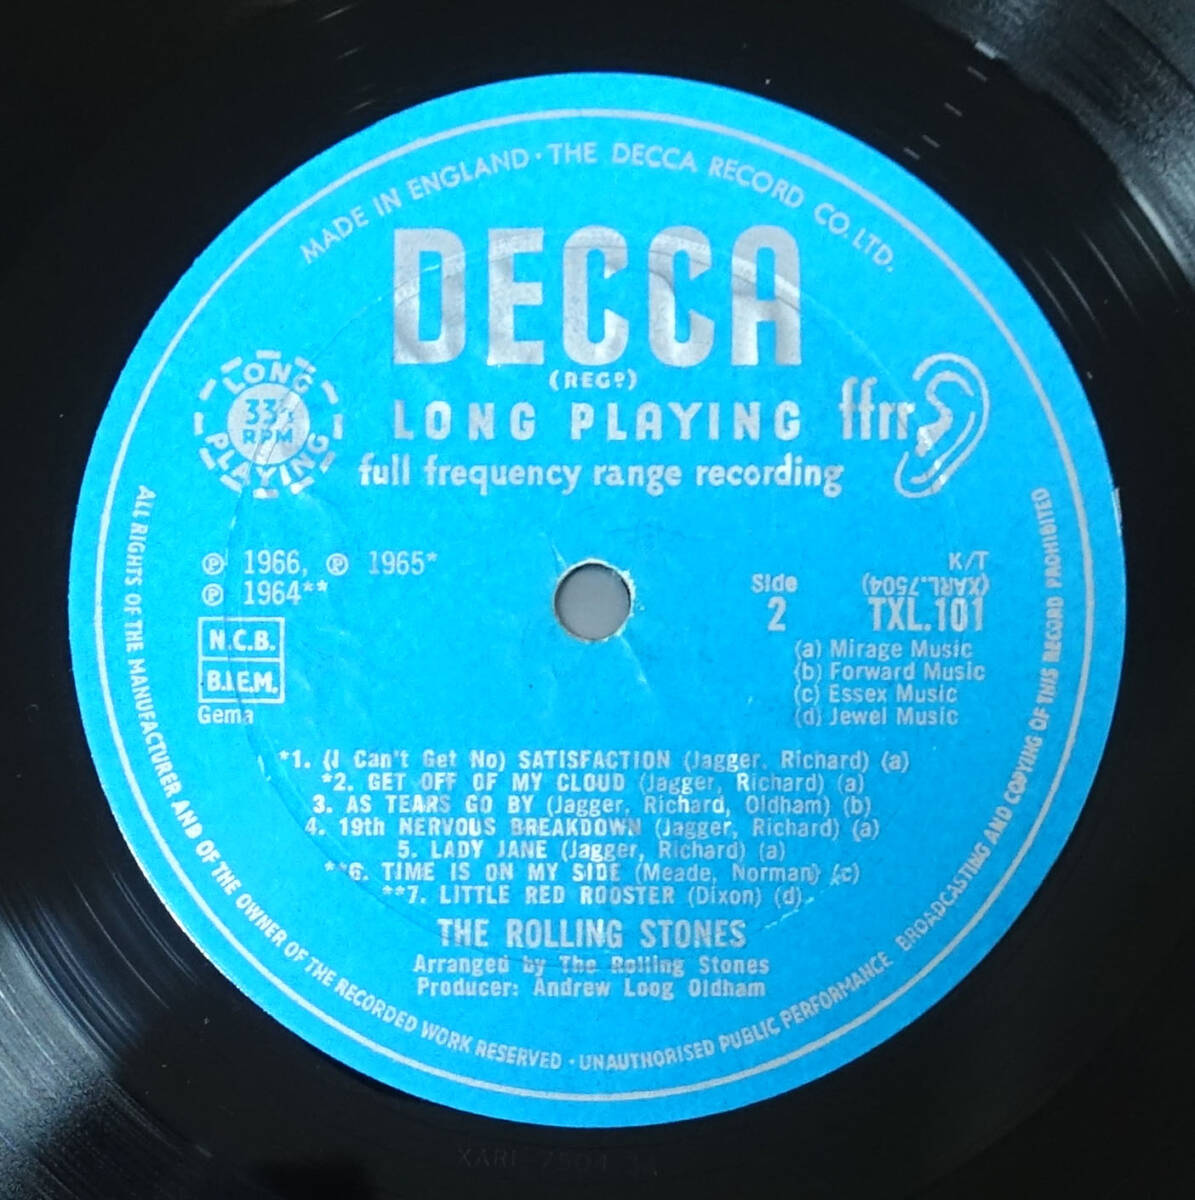 MADE IN ENGLAND · THE DECCA RECORD CO. LTD.
DECCA
(REGD)
LONG PLAYING
ffrr
full frequency range recording
LONG
33⅓
RPM
PLAYING
Ⓟ 1966, Ⓟ 1965*
Ⓟ 1964**
N.C.B.
B.I.E.M.
Gema
K/T
(XARL.7504)
Side
2
TXL.101
(a) Mirage Music
(b) Forward Music
(c) Essex Music
(d) Jewel Music
*1. (I Can't Get No) SATISFACTION (Jagger, Richard) (a)
*2. GET OFF OF MY CLOUD (Jagger, Richard) (a)
3. AS TEARS GO BY (Jagger, Richard, Oldham) (b)
4. 19th NERVOUS BREAKDOWN (Jagger, Richard) (a)
5. LADY JANE (Jagger, Richard) (a)
**6. TIME IS ON MY SIDE (Meade, Norman) (c)
**7. LITTLE RED ROOSTER (Dixon) (d)
THE ROLLING STONES
Arranged by The Rolling Stones
Producer: Andrew Loog Oldham
ALL RIGHTS OF THE MANUFACTURER AND OF THE OWNER OF THE RECORDED WORK RESERVED · UNAUTHORISED PUBLIC PERFORMANCE BROADCASTING AND COPYING OF THIS RECORD PROHIBITED